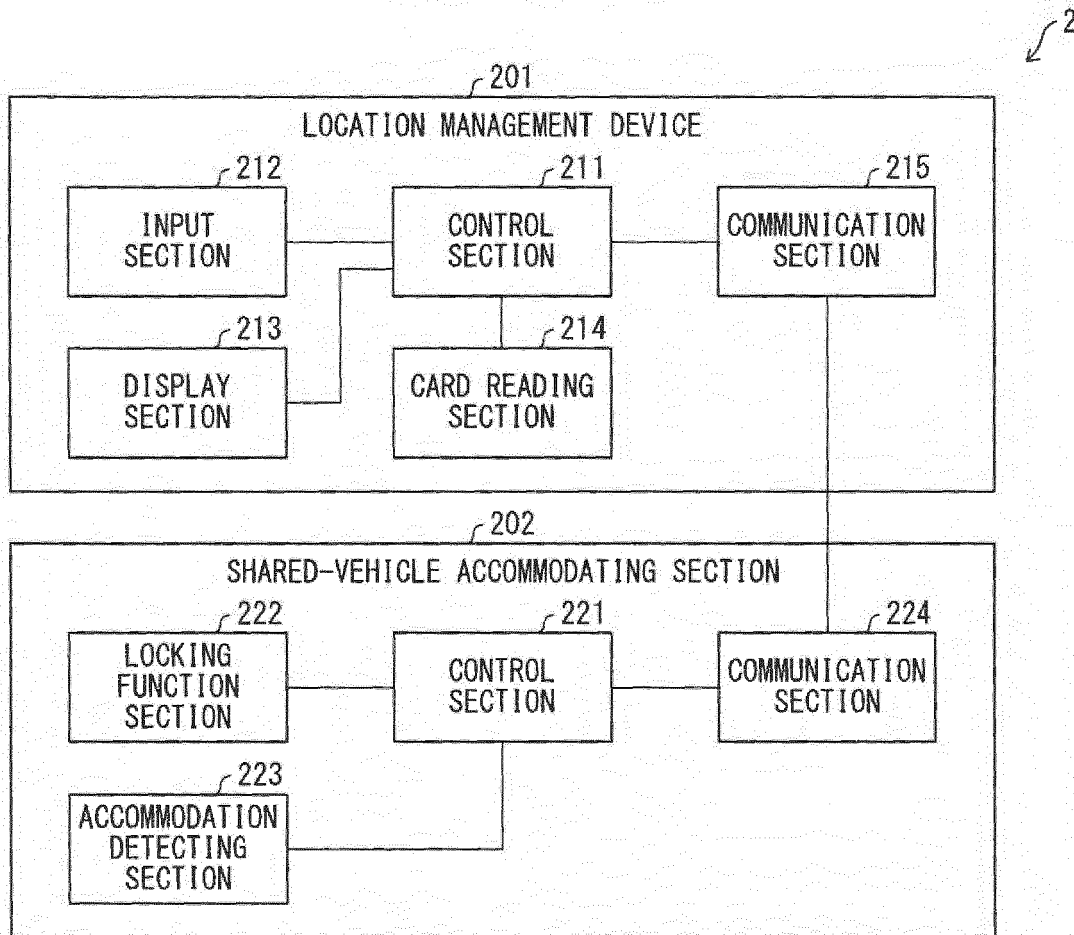 2
201
LOCATION MANAGEMENT DEVICE
212
INPUT
SECTION
211
CONTROL
SECTION
215
COMMUNICATION
SECTION
213
DISPLAY
SECTION
214
CARD READING
SECTION
202
SHARED-VEHICLE ACCOMMODATING SECTION
222
LOCKING
FUNCTION
SECTION
221
CONTROL
SECTION
224
COMMUNICATION
SECTION
223
ACCOMMODATION
DETECTING
SECTION